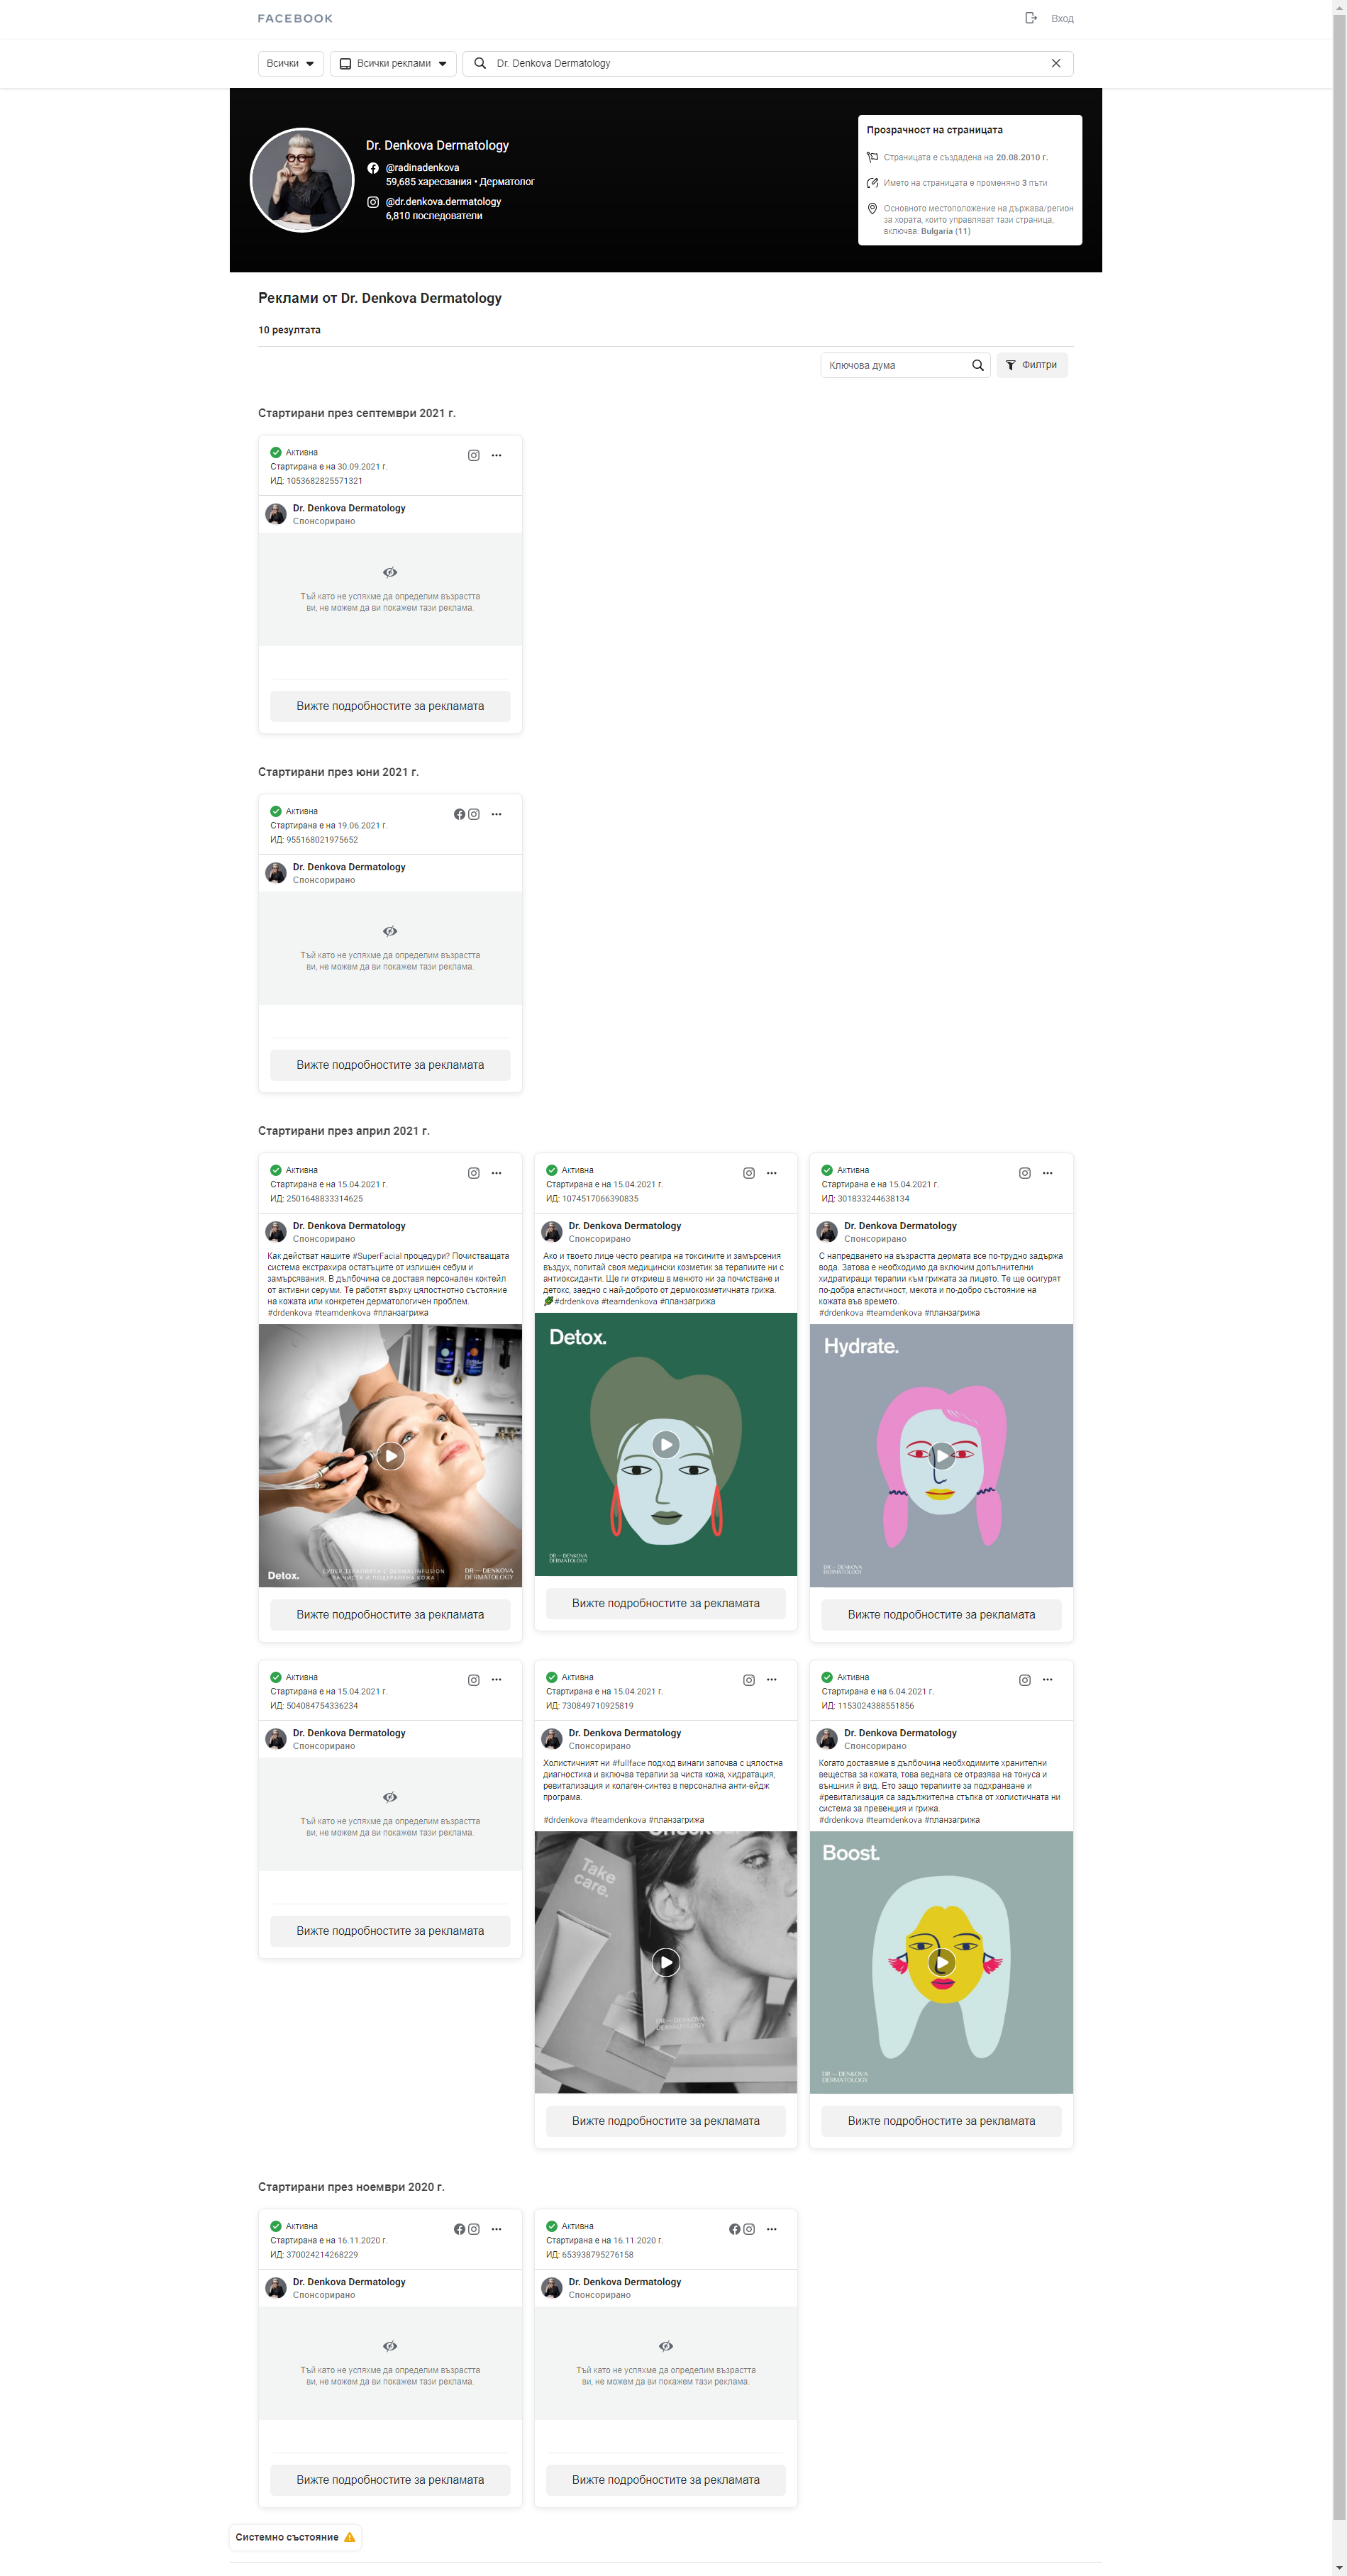 FACEBOOK
Вход
Всички
Всички реклами
Dr. Denkova Dermatology
Dr. Denkova Dermatology
@radinadenkova
59,685 харесвания • Дерматолог
@dr.denkova.dermatology
6,810 последователи
Прозрачност на страницата
Страницата е създадена на 20.08.2010 г.
Името на страницата е променяно 3 пъти
Основното местоположение на държава/регион
за хората, които управляват тази страница,
включва: Bulgaria (11)
Реклами от Dr. Denkova Dermatology
10 резултата
Ключова дума
Филтри
Стартирани през септември 2021 г.
Активна
Стартирана е на 30.09.2021 г.
ИД: 1053682825571321
Dr. Denkova Dermatology
Спонсорирано
Тъй като не успяхме да определим възрастта
ви, не можем да ви покажем тази реклама.
Вижте подробностите за рекламата
Стартирани през юни 2021 г.
Активна
Стартирана е на 19.06.2021 г.
ИД: 955168021975652
Dr. Denkova Dermatology
Спонсорирано
Тъй като не успяхме да определим възрастта
ви, не можем да ви покажем тази реклама.
Вижте подробностите за рекламата
Стартирани през април 2021 г.
Активна
Стартирана е на 15.04.2021 г.
ИД: 2501648833314625
Dr. Denkova Dermatology
Спонсорирано
Как действат нашите #SuperFacial процедури? Почистващата
система екстрахира остатъците от излишен себум и
замърсявания. В дълбочина се доставя персонален коктейл
от активни серуми. Те работят върху цялостното състояние
на кожата или конкретен дерматологичен проблем.
#drdenkova #teamdenkova #планзагрижа
Detox.
СУПЕР ТЕРАПИЯТА С DERMALINFUSION
ЗА ЧИСТА И ПОДХРАНЕНА КОЖА
DR — DENKOVA
DERMATOLOGY
Вижте подробностите за рекламата
Активна
Стартирана е на 15.04.2021 г.
ИД: 1074517066390835
Dr. Denkova Dermatology
Спонсорирано
Ако и твоето лице често реагира на токсините и замърсения
въздух, попитай своя медицински козметик за терапиите ни с
антиоксиданти. Ще ги откриеш в менюто ни за почистване и
детокс, заедно с най-доброто от дермокозметичната грижа.
#drdenkova #teamdenkova #планзагрижа
Detox.
DR — DENKOVA
DERMATOLOGY
Вижте подробностите за рекламата
Активна
Стартирана е на 15.04.2021 г.
ИД: 301833244638134
Dr. Denkova Dermatology
Спонсорирано
С напредването на възрастта дермата все по-трудно задържа
вода. Затова е необходимо да включим допълнителни
хидратиращи терапии към грижата за лицето. Те ще осигурят
по-добра еластичност, мекота и по-добро състояние на
кожата във времето.
#drdenkova #teamdenkova #планзагрижа
Hydrate.
DR — DENKOVA
DERMATOLOGY
Вижте подробностите за рекламата
Активна
Стартирана е на 15.04.2021 г.
ИД: 504084754336234
Dr. Denkova Dermatology
Спонсорирано
Тъй като не успяхме да определим възрастта
ви, не можем да ви покажем тази реклама.
Вижте подробностите за рекламата
Активна
Стартирана е на 15.04.2021 г.
ИД: 730849710925819
Dr. Denkova Dermatology
Спонсорирано
Холистичният ни #fullface подход винаги започва с цялостна
диагностика и включва терапии за чиста кожа, хидратация,
ревитализация и колаген-синтез в персонална анти-ейдж
програма.
#drdenkova #teamdenkova #планзагрижа
Take
care.
DR — DENKOVA
DERMATOLOGY
Вижте подробностите за рекламата
Активна
Стартирана е на 6.04.2021 г.
ИД: 1153024388551856
Dr. Denkova Dermatology
Спонсорирано
Когато доставяме в дълбочина необходимите хранителни
вещества за кожата, това веднага се отразява на тонуса и
външния ѝ вид. Ето защо терапиите за подхранване и
#ревитализация са задължителна стъпка от холистичната ни
система за превенция и грижа.
#drdenkova #teamdenkova #планзагрижа
Boost.
DR — DENKOVA
DERMATOLOGY
Вижте подробностите за рекламата
Стартирани през ноември 2020 г.
Активна
Стартирана е на 16.11.2020 г.
ИД: 370024214268229
Dr. Denkova Dermatology
Спонсорирано
Тъй като не успяхме да определим възрастта
ви, не можем да ви покажем тази реклама.
Вижте подробностите за рекламата
Активна
Стартирана е на 16.11.2020 г.
ИД: 653938795276158
Dr. Denkova Dermatology
Спонсорирано
Тъй като не успяхме да определим възрастта
ви, не можем да ви покажем тази реклама.
Вижте подробностите за рекламата
Системно състояние